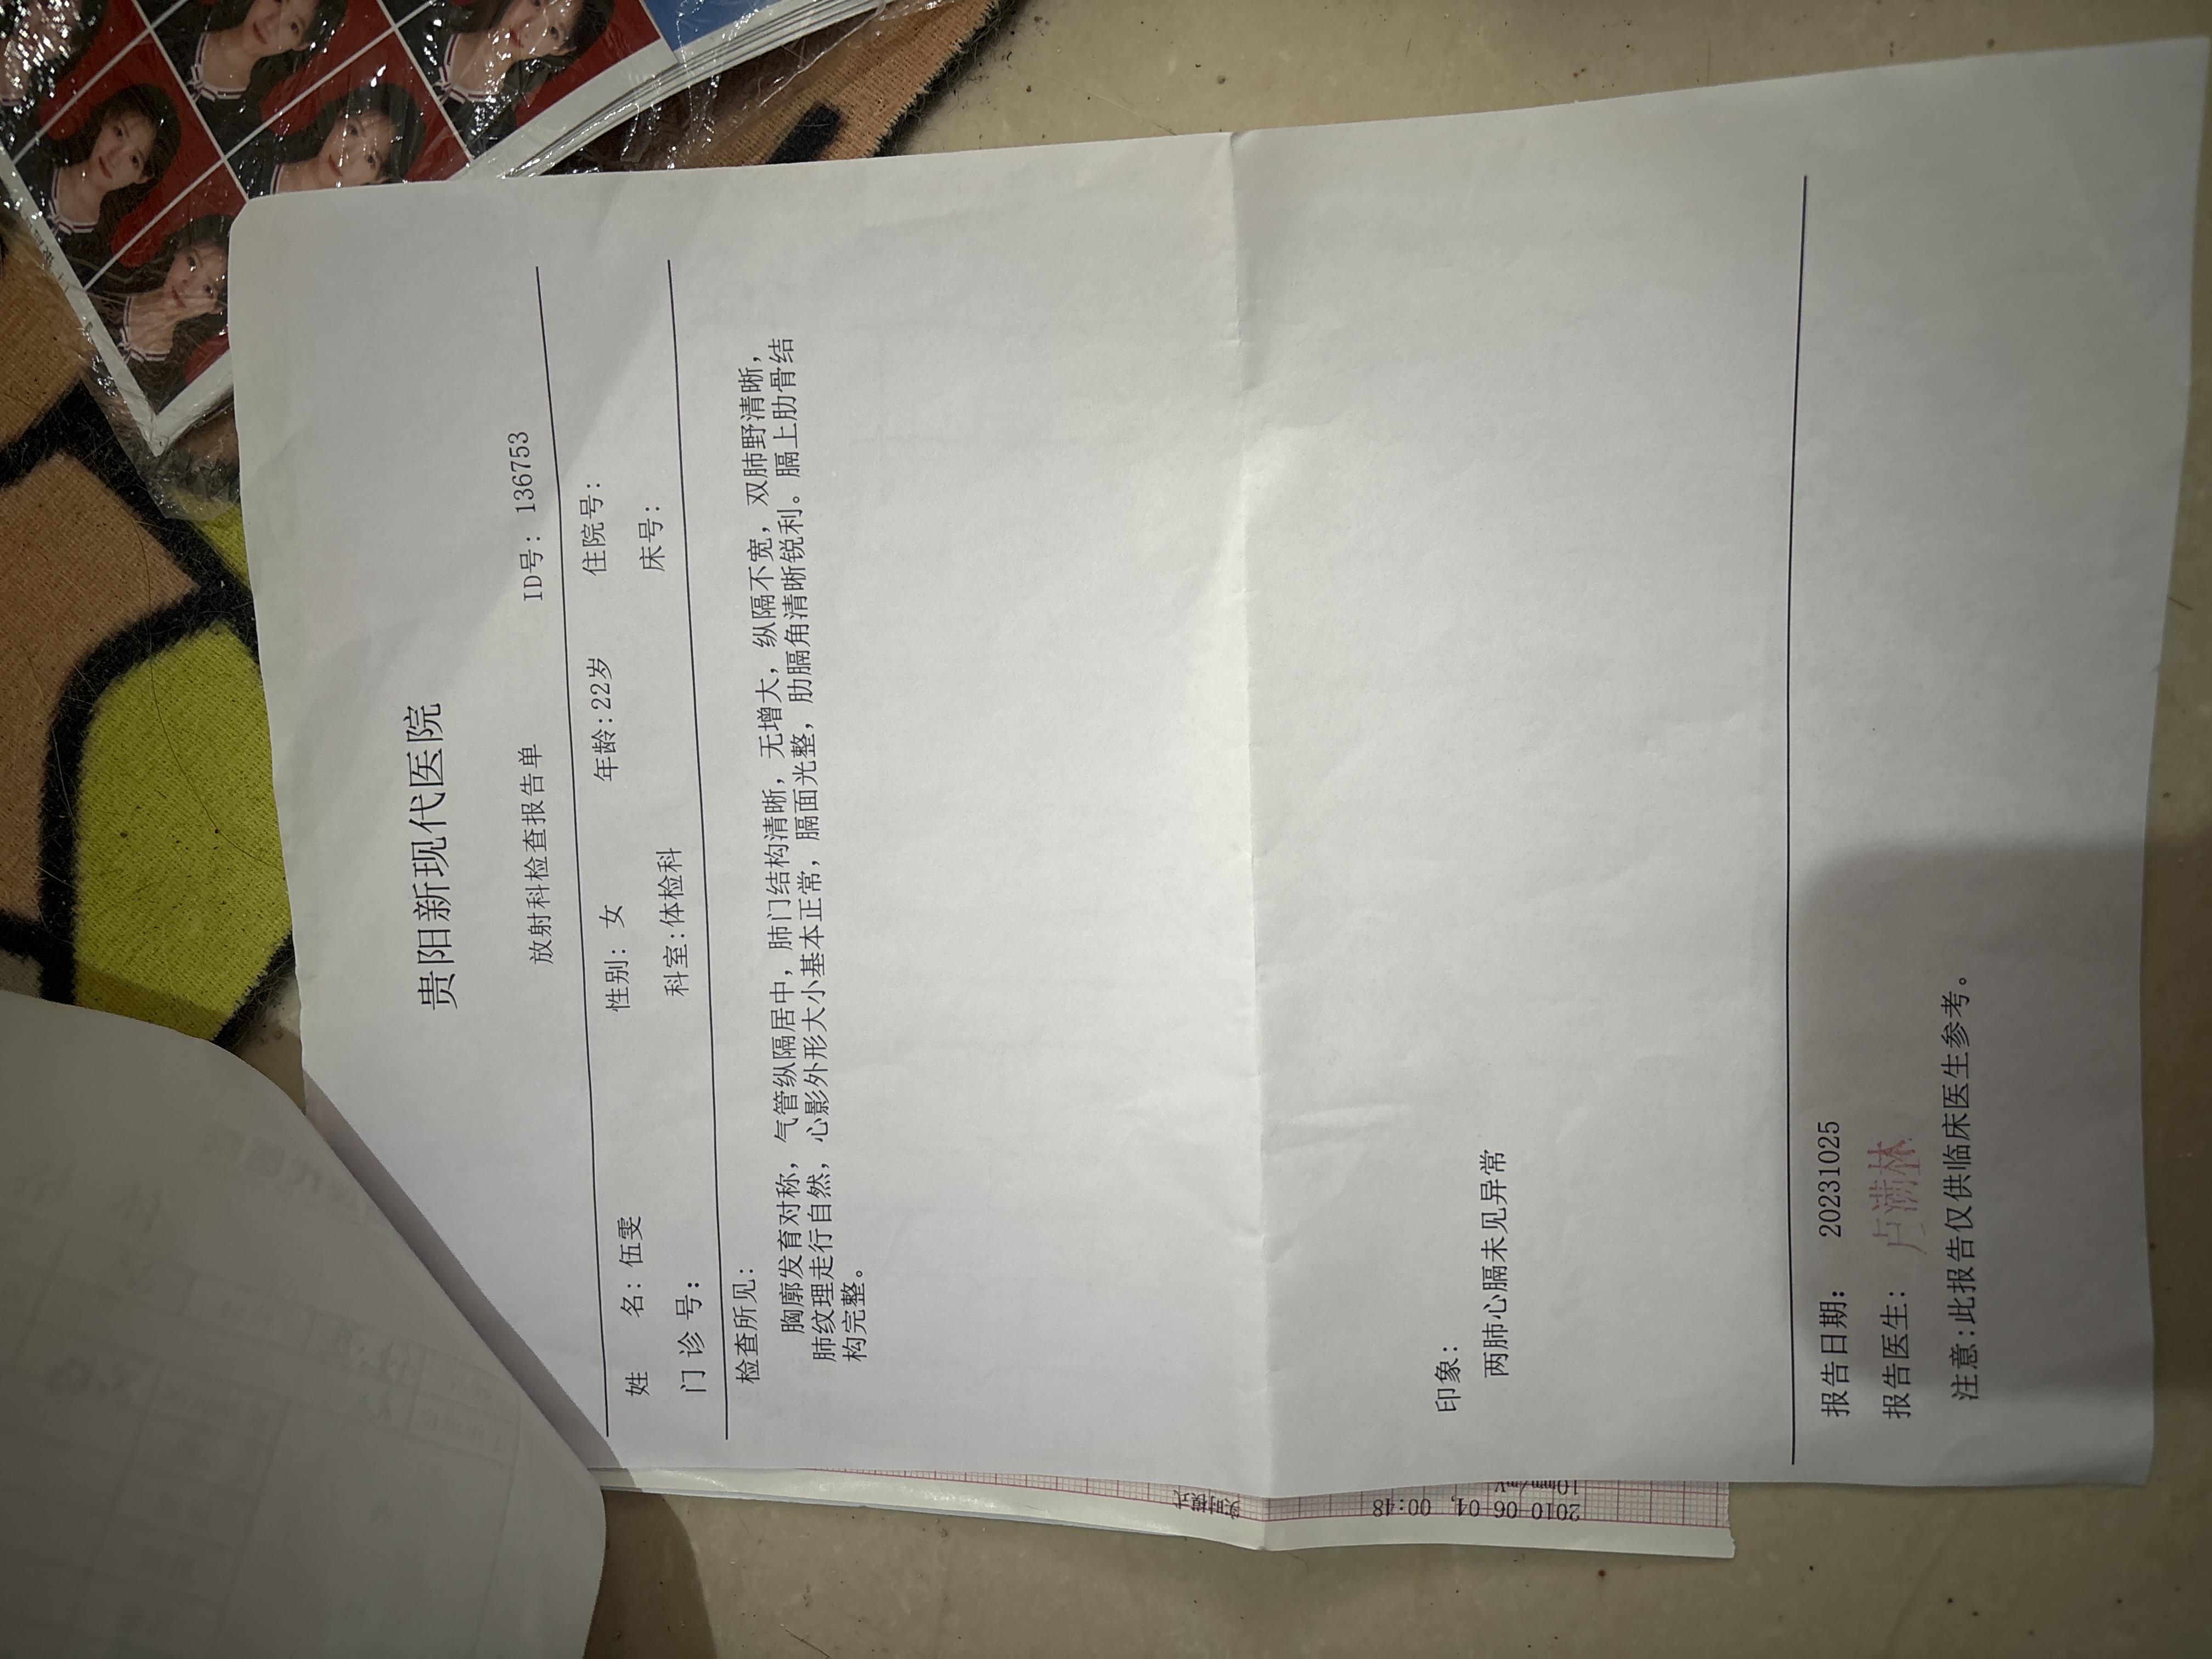 贵阳新现代医院
放射科检查报告单 ID号: 136753
姓 名: 伍雯 性别: 女 年龄:22岁 住院号:
门诊号: 科室:体检科 床号:
检查所见:
胸廓发育对称，气管纵隔居中，肺门结构清晰，无增大，纵隔不宽，双肺野清晰，
肺纹理走行自然，心影外形大小基本正常，膈面光整，肋膈角清晰锐利。膈上肋骨结
构完整。
印象:
两肺心膈未见异常
报告日期: 20231025
报告医生: 卢满林
注意:此报告仅供临床医生参考。
2010-06-04, 00:48
10mm/mV